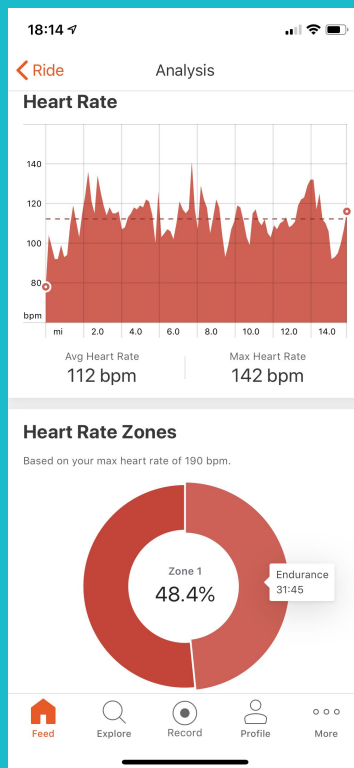 18:14
Ride
Analysis
Heart Rate
140
120
100
80
bpm
mi 2.0 4.0 6.0 8.0 10.0 12.0 14.0
Avg Heart Rate
112 bpm
Max Heart Rate
142 bpm
Heart Rate Zones
Based on your max heart rate of 190 bpm.
Zone 1
48.4%
Endurance
31:45
Feed
Explore
Record
Profile
More